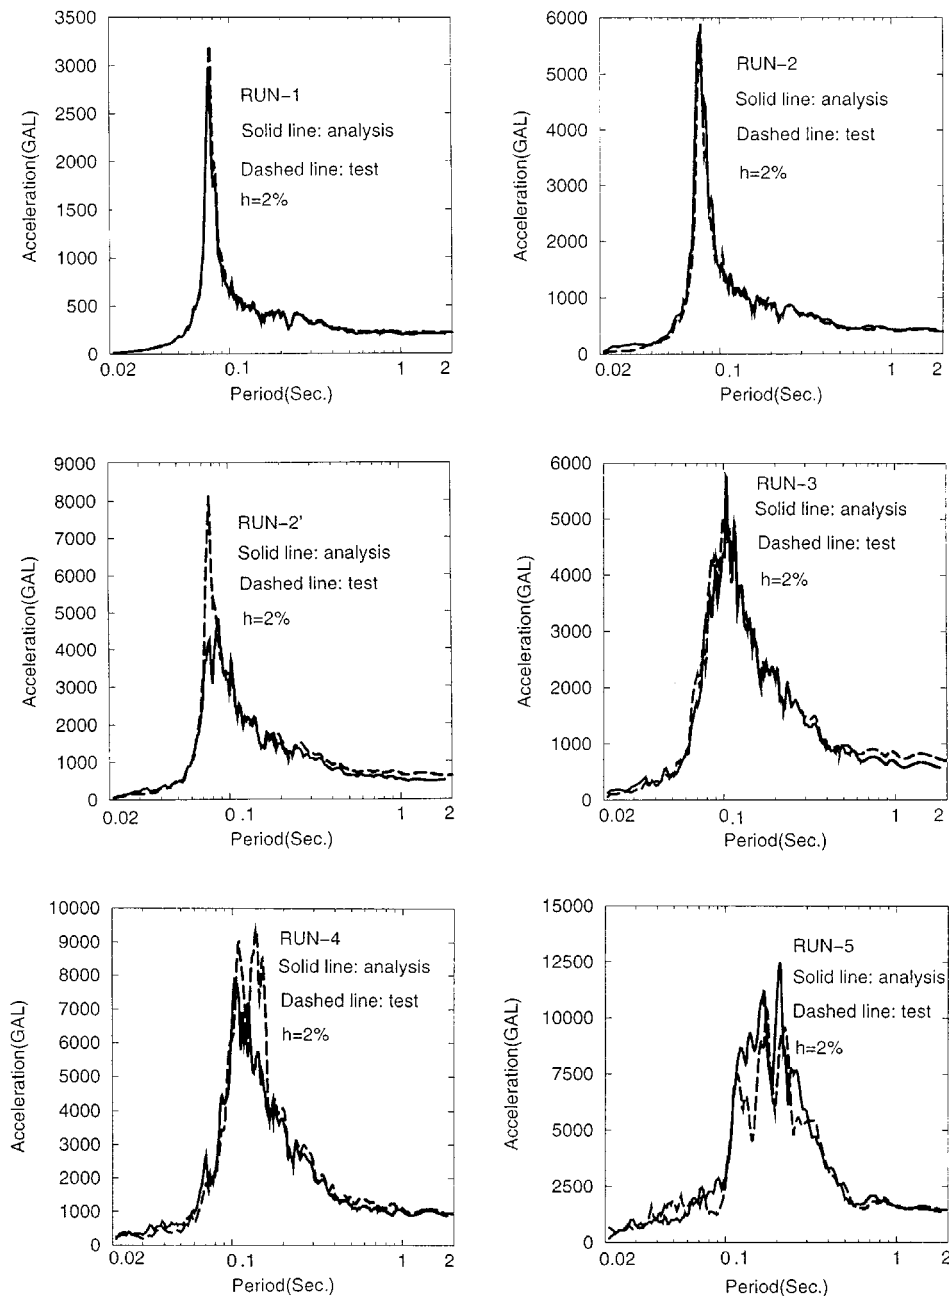 3500
3000
3500
1500
3500
1000
500
0
Acceleration(GAL)
RUN-1
Solid line: analysis
Dashed line: test
h=2%
0.02 0.1 1 2
Period(Sec.)
6000
5000
6000
3000
2000
1000
0
Acceleration(GAL)
RUN-2
Solid line: analysis
Dashed line: test
h=2%
0.02 0.1 1 2
Period(Sec.)
9000
8000
7000
6000
5000
4000
3000
2000
1000
0
Acceleration(GAL)
RUN-2'
Solid line: analysis
Dashed line: test
h=2%
0.02 0.1 1 2
Period(Sec.)
6000
5000
4000
3000
2000
1000
0
Acceleration(GAL)
RUN-3
Solid line: analysis
Dashed line: test
h=2%
0.02 0.1 1 2
Period(Sec.)
10000
9000
8000
7000
6000
5000
4000
3000
2000
1000
0
Acceleration(GAL)
RUN-4
Solid line: analysis
Dashed line: test
h=2%
0.02 0.1 1 2
Period(Sec.)
15000
12500
10000
7500
5000
2500
0
Acceleration(GAL)
RUN-5
Solid line: analysis
Dashed line: test
h=2%
0.02 0.1 1 2
Period(Sec.)